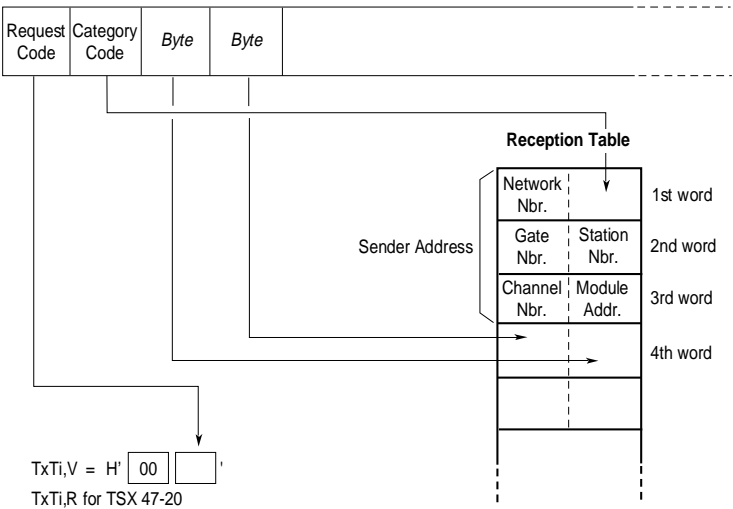 Request Category
Code Code Byte Byte
Reception Table
Network
Nbr.
1st word
Sender Address
Gate Station
Nbr. Nbr.
2nd word
Channel Module
Nbr. Addr.
3rd word
4th word
TxTi,V = H' 00 '
TxTi,R for TSX 47-20